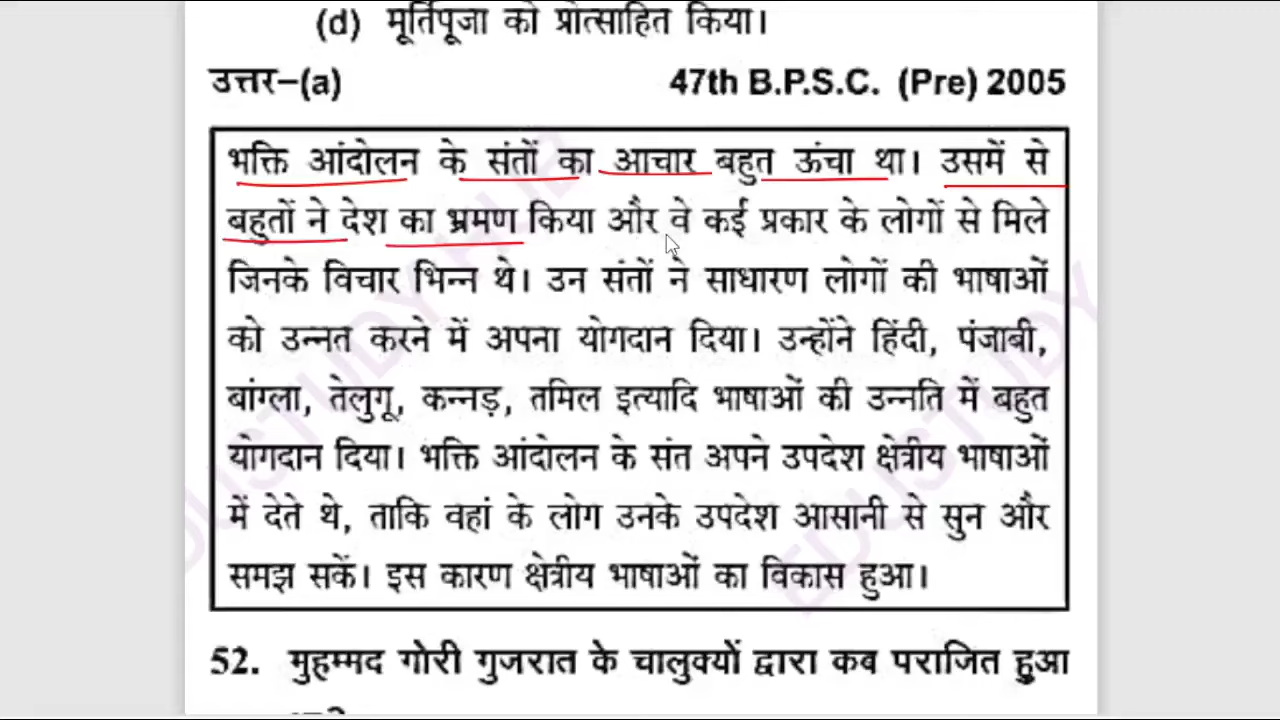 (d) मूर्तिपूजा को प्रोत्साहित किया।
उत्तर–(a) 47th B.P.S.C. (Pre) 2005
भक्ति आंदोलन के संतों का आचार बहुत ऊंचा था। उसमें से
बहुतों ने देश का भ्रमण किया और वे कई प्रकार के लोगों से मिले
जिनके विचार भिन्न थे। उन संतों ने साधारण लोगों की भाषाओं
को उन्नत करने में अपना योगदान दिया। उन्होंने हिंदी, पंजाबी,
बांग्ला, तेलुगू, कन्नड़, तमिल इत्यादि भाषाओं की उन्नति में बहुत
योगदान दिया। भक्ति आंदोलन के संत अपने उपदेश क्षेत्रीय भाषाओं
में देते थे, ताकि वहां के लोग उनके उपदेश आसानी से सुन और
समझ सकें। इस कारण क्षेत्रीय भाषाओं का विकास हुआ।
52. मुहम्मद गोरी गुजरात के चालुक्यों द्वारा कब पराजित हुआ